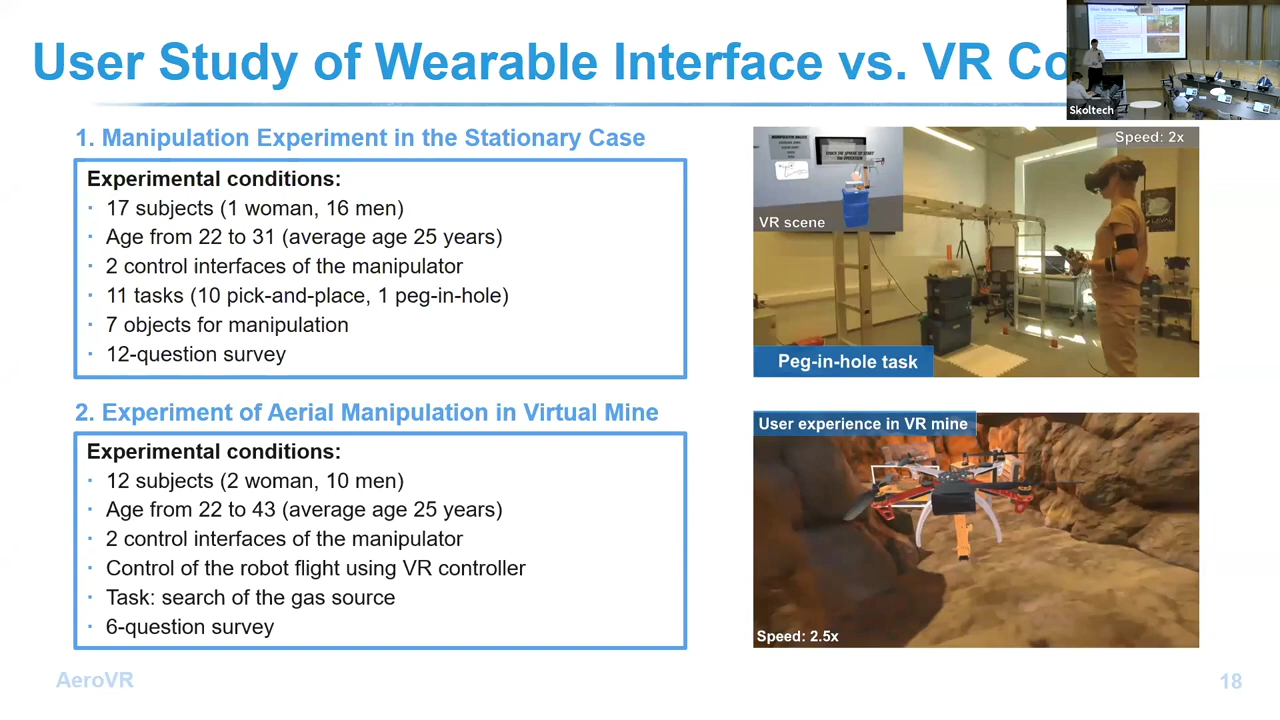 User Study of Wearable Interface vs. VR Co
Skoltech
1. Manipulation Experiment in the Stationary Case
Experimental conditions:
· 17 subjects (1 woman, 16 men)
· Age from 22 to 31 (average age 25 years)
· 2 control interfaces of the manipulator
· 11 tasks (10 pick-and-place, 1 peg-in-hole)
· 7 objects for manipulation
· 12-question survey
Speed: 2x
VR scene
Peg-in-hole task
2. Experiment of Aerial Manipulation in Virtual Mine
Experimental conditions:
· 12 subjects (2 woman, 10 men)
· Age from 22 to 43 (average age 25 years)
· 2 control interfaces of the manipulator
· Control of the robot flight using VR controller
· Task: search of the gas source
· 6-question survey
User experience in VR mine
Speed: 2.5x
AeroVR
18